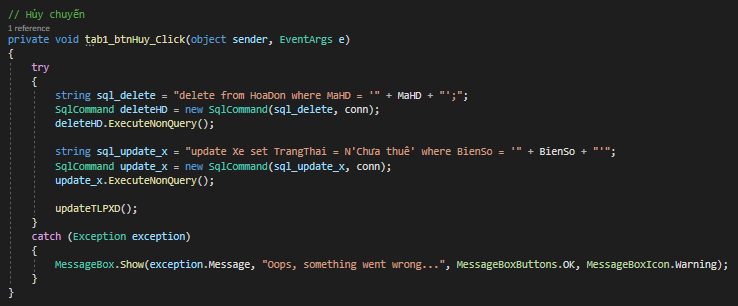 // Hủy chuyến
1 reference
private void tab1_btnHuy_Click(object sender, EventArgs e)
{
try
{
string sql_delete = "delete from HoaDon where MaHD = '" + MaHD + "';";
SqlCommand deleteHD = new SqlCommand(sql_delete, conn);
deleteHD.ExecuteNonQuery();
string sql_update_x = "update Xe set TrangThai = N'Chưa thuê' where BienSo = '" + BienSo + "'";
SqlCommand update_x = new SqlCommand(sql_update_x, conn);
update_x.ExecuteNonQuery();
updateTLPXD();
}
catch (Exception exception)
{
MessageBox.Show(exception.Message, "Oops, something went wrong...", MessageBoxButtons.OK, MessageBoxIcon.Warning);
}
}